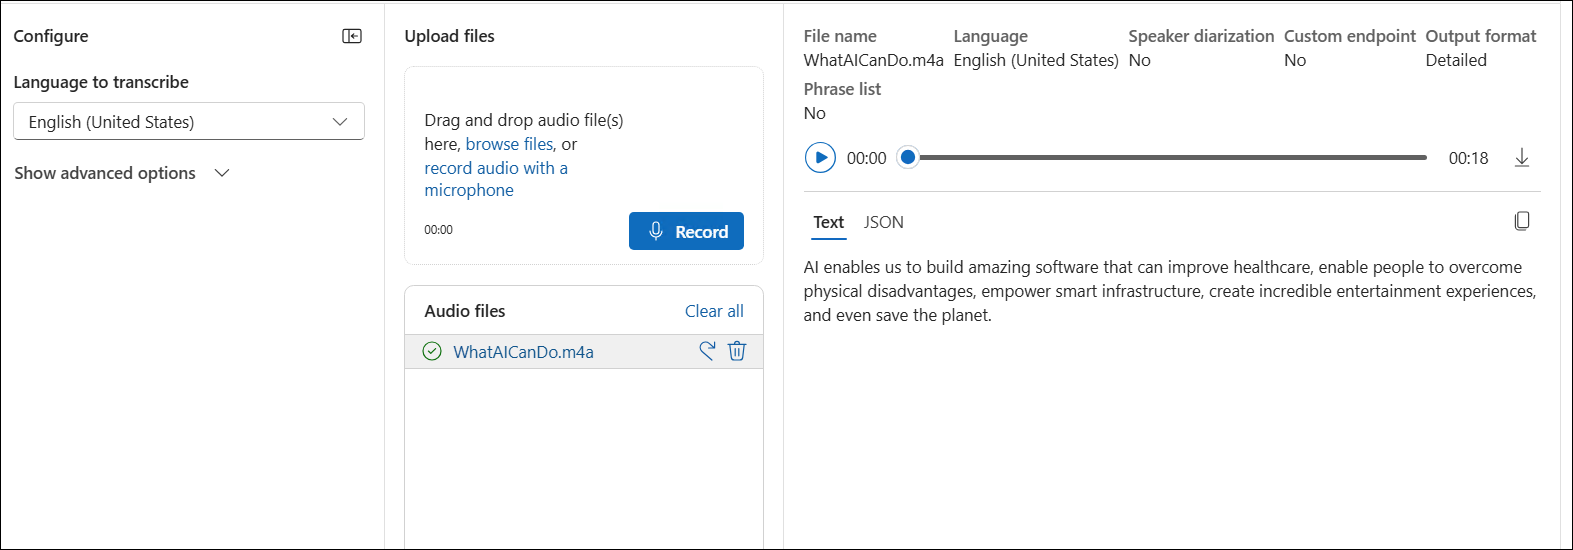 Configure
Language to transcribe
English (United States)
Show advanced options
Upload files
Drag and drop audio file(s)
here, browse files, or
record audio with a
microphone
00:00
Record
Audio files
Clear all
WhatAICanDo.m4a
File name
WhatAICanDo.m4a
Language
English (United States)
Speaker diarization
No
Custom endpoint
No
Output format
Detailed
Phrase list
No
00:00
00:18
Text
JSON
AI enables us to build amazing software that can improve healthcare, enable people to overcome
physical disadvantages, empower smart infrastructure, create incredible entertainment experiences,
and even save the planet.